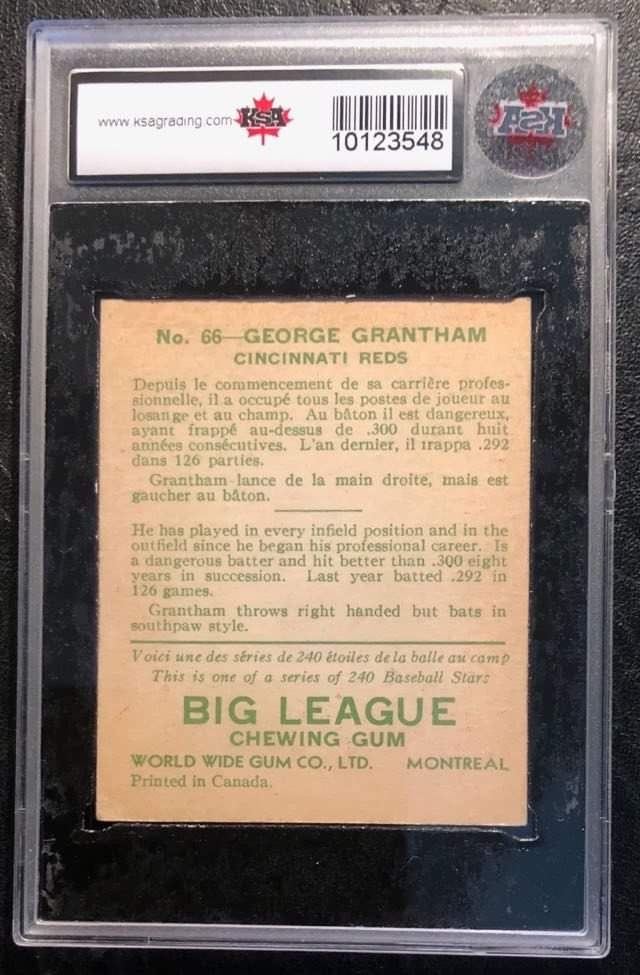 www.ksagrading.com KSA
10123548
KSA
No. 66—GEORGE GRANTHAM
CINCINNATI REDS
Depuis le commencement de sa carrière profes-
sionnelle, il a occupé tous les postes de joueur au
losange et au champ. Au bâton il est dangereux,
ayant frappé au-dessus de .300 durant huit
années consécutives. L'an dernier, il frappa .292
dans 126 parties.
Grantham lance de la main droite, mais est
gaucher au bâton.
He has played in every infield position and in the
outfield since he began his professional career. Is
a dangerous batter and hit better than .300 eight
years in succession. Last year batted .292 in
126 games.
Grantham throws right handed but bats in
southpaw style.
Voici une des séries de 240 étoiles de la balle au camp
This is one of a series of 240 Baseball Stars
BIG LEAGUE
CHEWING GUM
WORLD WIDE GUM CO., LTD. MONTREAL
Printed in Canada.